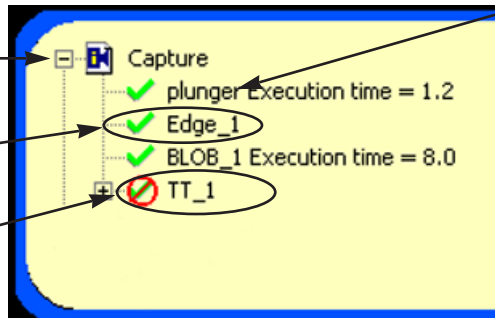 Capture
plunger Execution time = 1.2
Edge_1
BLOB_1 Execution time = 8.0
TT_1